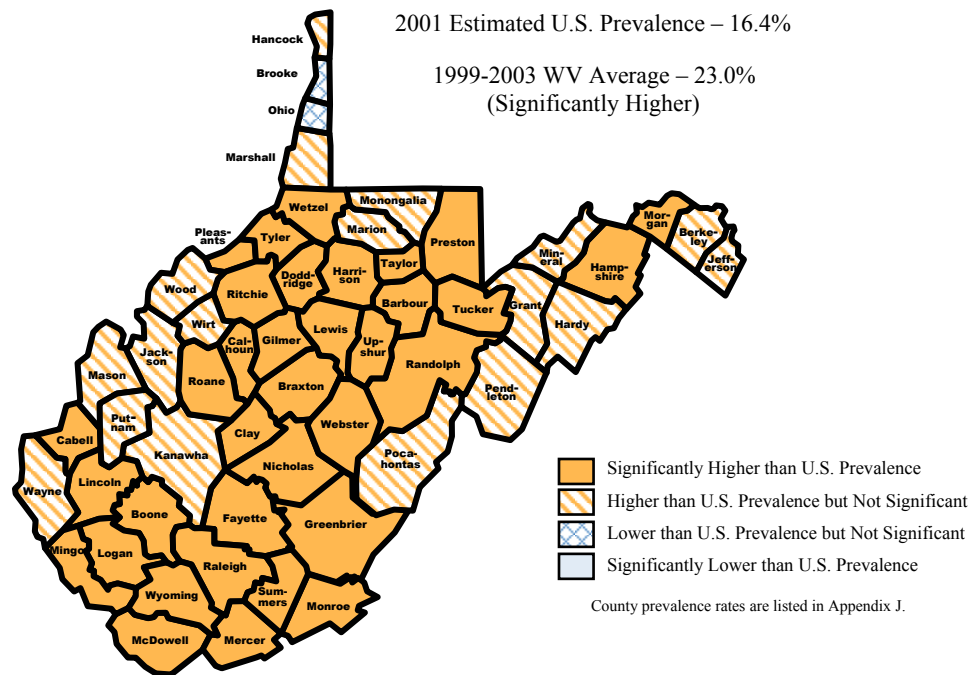 2001 Estimated U.S. Prevalence – 16.4%
1999-2003 WV Average – 23.0%
(Significantly Higher)
Hancock
Brooke
Ohio
Marshall
Wetzel
Monongalia
Marion
Preston
Pleas-
ants
Tyler
Dodd-
ridge
Harri-
son
Taylor
Mor-
gan
Berke-
ley
Jeff-
erson
Min-
eral
Hamp-
shire
Wood
Ritchie
Barbour
Tucker
Grant
Hardy
Wirt
Cal-
houn
Gilmer
Lewis
Up-
shur
Randolph
Jack-
son
Mason
Roane
Braxton
Pend-
leton
Put-
nam
Cabell
Clay
Webster
Kanawha
Nicholas
Poca-
hontas
Wayne
Lincoln
Boone
Fayette
Greenbrier
Mingo
Logan
Raleigh
Wyoming
Sum-
mers
Monroe
McDowell
Mercer
Significantly Higher than U.S. Prevalence
Higher than U.S. Prevalence but Not Significant
Lower than U.S. Prevalence but Not Significant
Significantly Lower than U.S. Prevalence
County prevalence rates are listed in Appendix J.